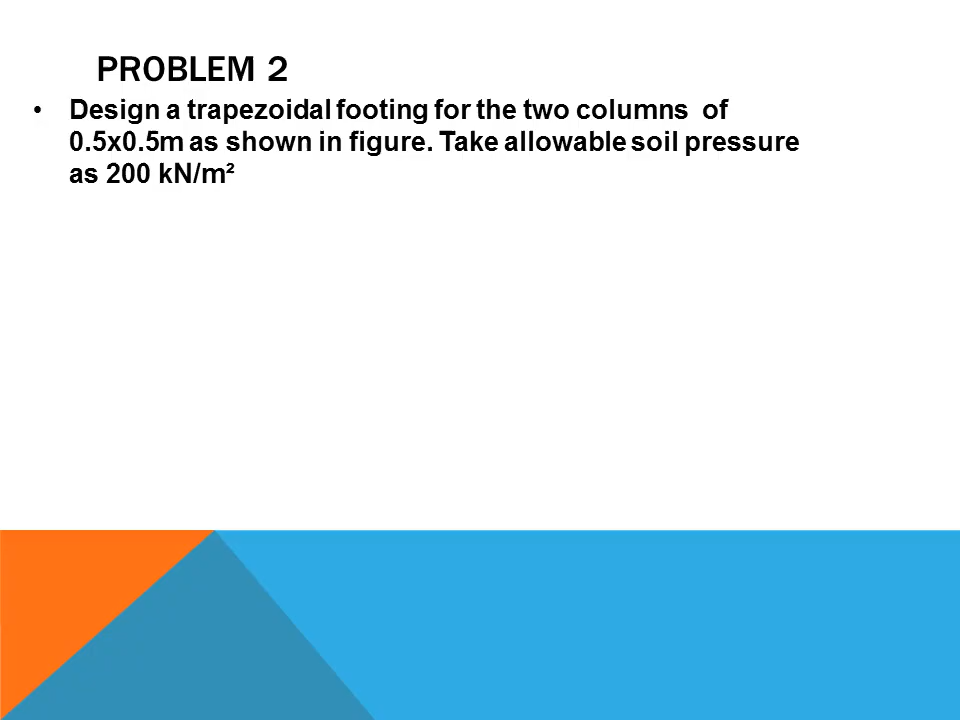 PROBLEM 2
• Design a trapezoidal footing for the two columns of
0.5x0.5m as shown in figure. Take allowable soil pressure
as 200 kN/m²